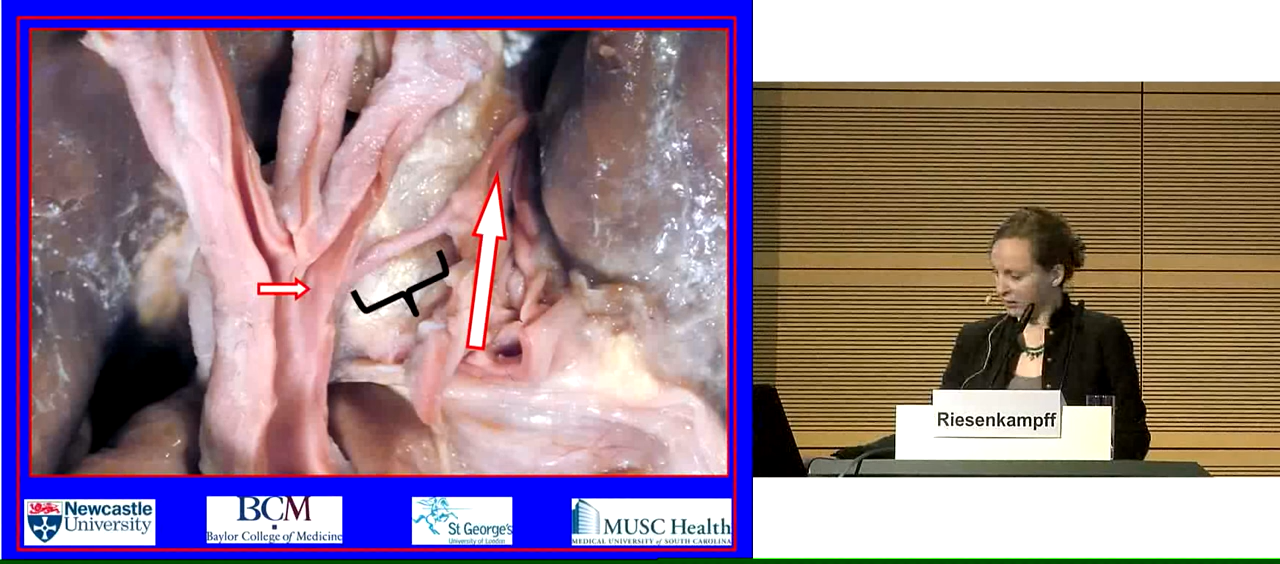 Newcastle
University
BCM
Baylor College of Medicine
St George's
University of London
MUSC Health
MEDICAL UNIVERSITY of SOUTH CAROLINA
Riesenkampff